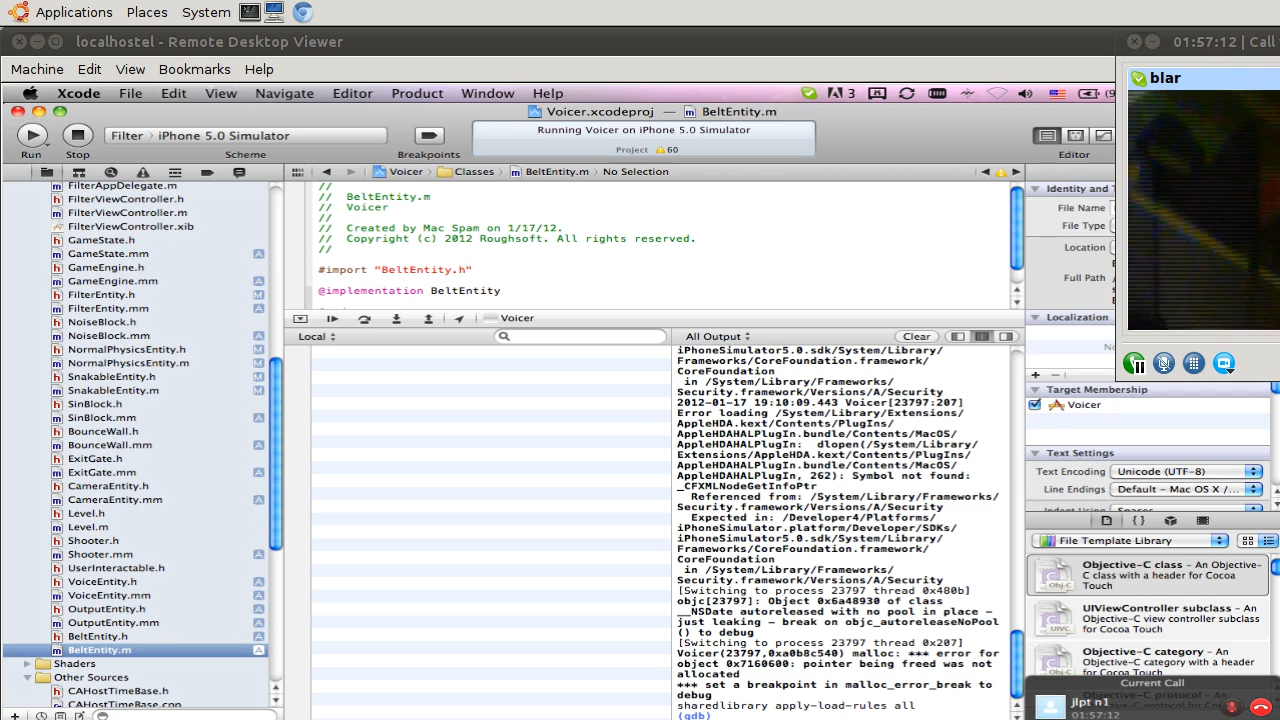 Applications Places System
localhostel - Remote Desktop Viewer
01:57:12 | Call
Machine Edit View Bookmarks Help
blar
Xcode File Edit View Navigate Editor Product Window Help
3
Voicer.xcodeproj — BeltEntity.m
Filter iPhone 5.0 Simulator
Running Voicer on iPhone 5.0 Simulator
Project 60
Run Stop Scheme Breakpoints Editor
Voicer Classes BeltEntity.m No Selection
FilterAppDelegate.m
FilterViewController.h
FilterViewController.m
FilterViewController.xib
GameState.h
GameState.mm A
GameEngine.h
GameEngine.mm A
FilterEntity.h M
FilterEntity.mm A
NoiseBlock.h
NoiseBlock.mm A
NormalPhysicsEntity.h M
NormalPhysicsEntity.m M
SnakableEntity.h M
SnakableEntity.m M
SinBlock.h
SinBlock.mm A
BounceWall.h
BounceWall.mm A
ExitGate.h
ExitGate.mm A
CameraEntity.h
CameraEntity.mm A
Level.h
Level.m
Shooter.h
Shooter.mm A
UserInteractable.h
VoiceEntity.h A
VoiceEntity.mm A
OutputEntity.h A
OutputEntity.mm A
BeltEntity.h A
BeltEntity.m A
Shaders
Other Sources
CAHostTimeBase.h
CAHostTimeBase.cpp
//
// BeltEntity.m
// Voicer
//
// Created by Mac Spam on 1/17/12.
// Copyright (c) 2012 Roughsoft. All rights reserved.
//
#import "BeltEntity.h"
@implementation BeltEntity
Voicer
Local
All Output Clear
iPhoneSimulator5.0.sdk/System/Library/
Frameworks/CoreFoundation.framework/
CoreFoundation
in /System/Library/Frameworks/
Security.framework/Versions/A/Security
2012-01-17 19:10:09.443 Voicer[23797:207]
Error loading /System/Library/Extensions/
AppleHDA.kext/Contents/PlugIns/
AppleHDAHALPlugIn.bundle/Contents/MacOS/
AppleHDAHALPlugIn: dlopen(/System/Library/
Extensions/AppleHDA.kext/Contents/PlugIns/
AppleHDAHALPlugIn.bundle/Contents/MacOS/
AppleHDAHALPlugIn, 262): Symbol not found:
_CFXMLNodeGetInfoPtr
Referenced from: /System/Library/Frameworks/
Security.framework/Versions/A/Security
Expected in: /Developer4/Platforms/
iPhoneSimulator.platform/Developer/SDKs/
iPhoneSimulator5.0.sdk/System/Library/
Frameworks/CoreFoundation.framework/
CoreFoundation
in /System/Library/Frameworks/
Security.framework/Versions/A/Security
[Switching to process 23797 thread 0x480b]
objc[23797]: Object 0x6a48930 of class
__NSDate autoreleased with no pool in place -
just leaking - break on objc_autoreleaseNoPool
() to debug
[Switching to process 23797 thread 0x207]
Voicer(23797,0xa0b8c540) malloc: *** error for
object 0x7160600: pointer being freed was not
allocated
*** set a breakpoint in malloc_error_break to
debug
sharedlibrary apply-load-rules all
(gdb)
Identity and T
File Name
File Type
Location
Full Path
Localization
Target Membership
Voicer
Text Settings
Text Encoding Unicode (UTF-8)
Line Endings Default - Mac OS X /...
Indent Using Spaces
File Template Library
Objective-C class - An Objective-
C class with a header for Cocoa
Touch
UIViewController subclass - An
Objective-C view controller subclass
for Cocoa Touch
Objective-C category - An
Objective-C category with a header
Objective-C protocol - An
Current Call
jlpt n1
01:57:12